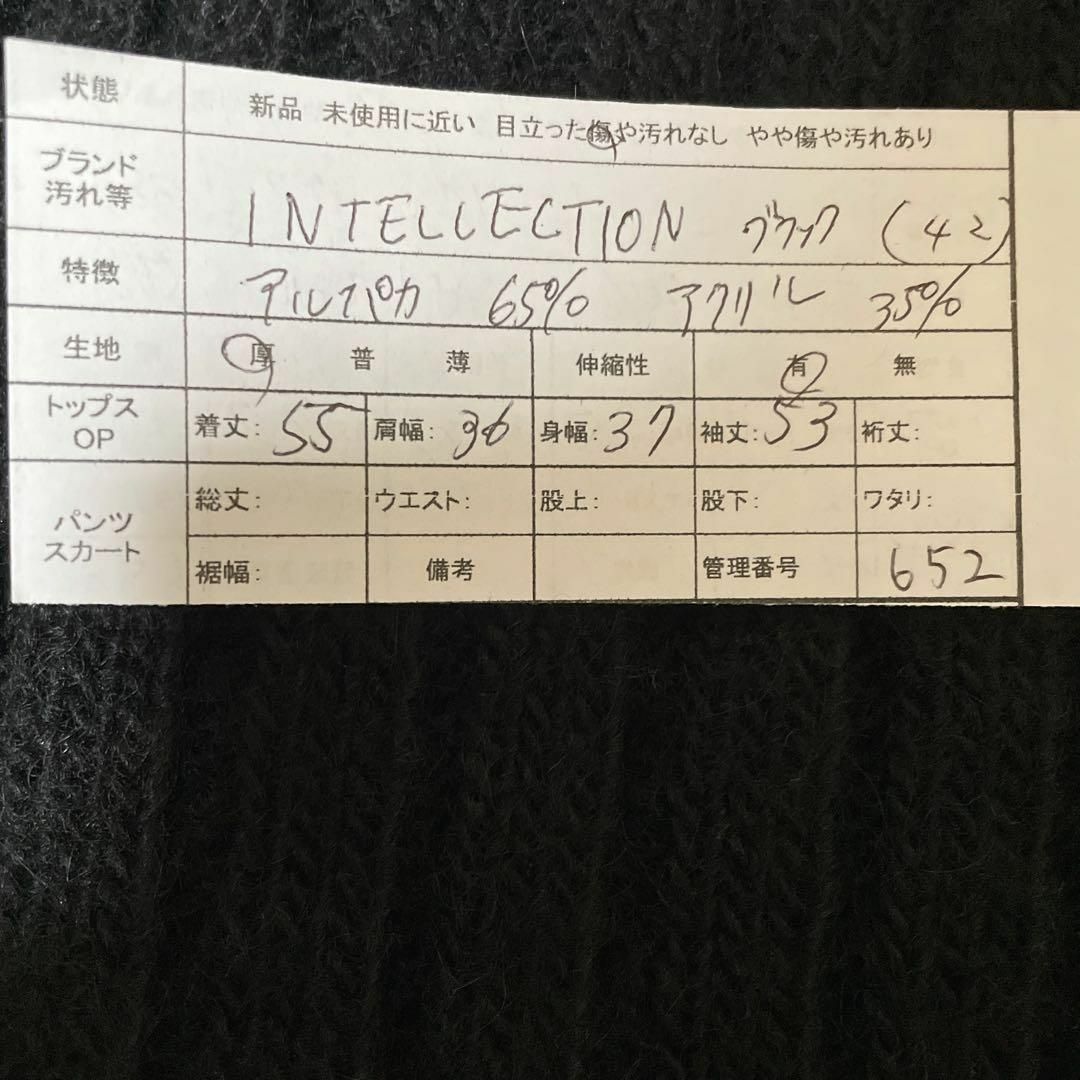 状態 新品 未使用に近い 目立った傷や汚れなし やや傷や汚れあり
ブランド
汚れ等 INTELLECTION ブラック (42)
特徴 アルパカ 65% アクリル 35%
生地 厚 普 薄 伸縮性 有 無
トップス
OP 着丈: 55 肩幅: 36 身幅: 37 袖丈: 53 裄丈:
パンツ
スカート 総丈: ウエスト: 股上: 股下: ワタリ:
裾幅: 備考 管理番号 652